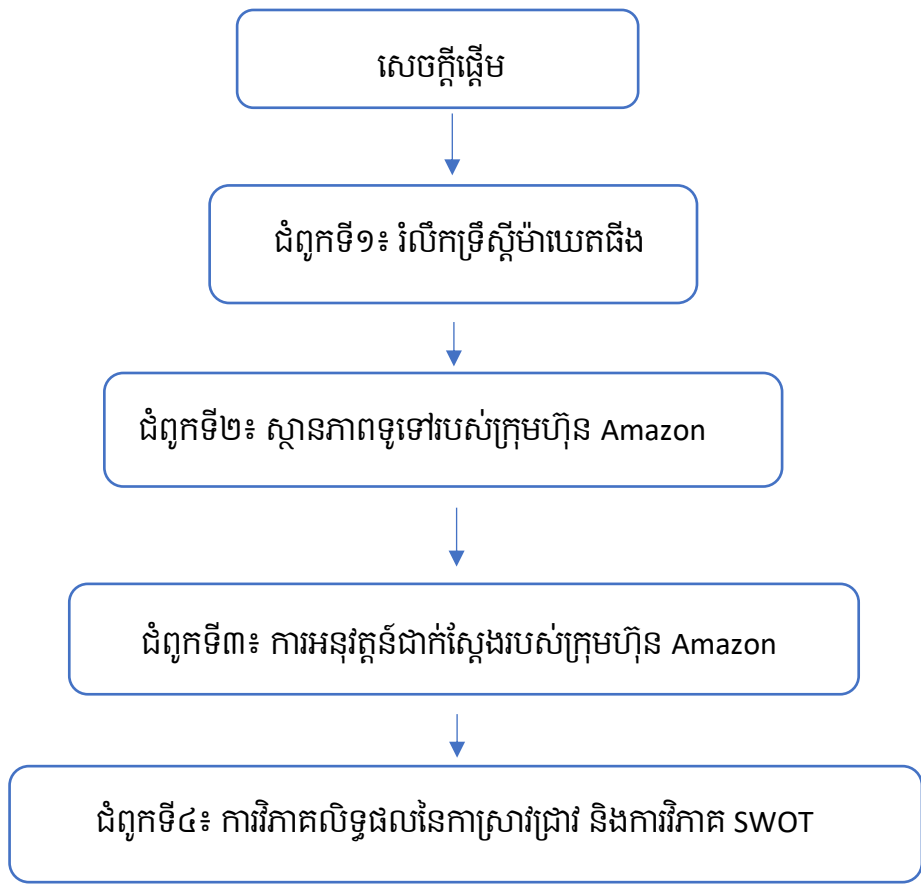 សេចក្តីផ្តើម
ជំពូកទី១៖ រំលឹកទ្រឹស្តីម៉ាឃេតធីង
ជំពូកទី២៖ ស្ថានភាពទូទៅរបស់ក្រុមហ៊ុន Amazon
ជំពូកទី៣៖ ការអនុវត្តន៍ជាក់ស្តែងរបស់ក្រុមហ៊ុន Amazon
ជំពូកទី៤៖ ការវិភាគលិទ្ធផលនៃកាស្រាវជ្រាវ និងការវិភាគ SWOT